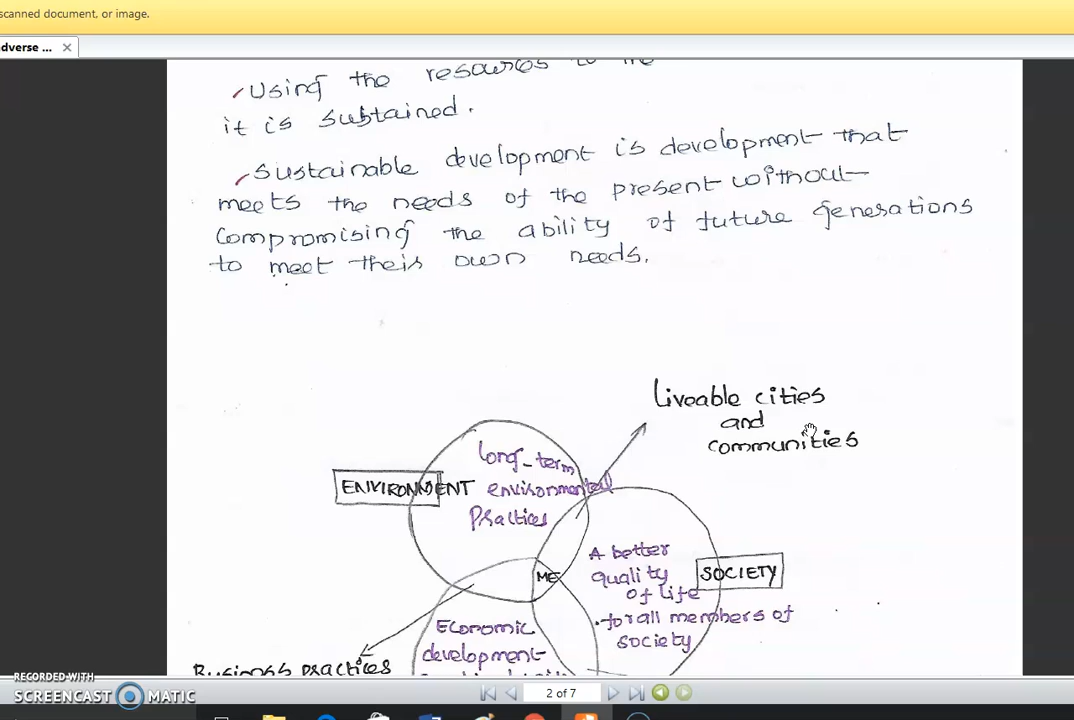 scanned document, or image.
adverse ...
Using the resources to
it is sustained.
Sustainable development is development that
meets the needs of the present without
compromising the ability of future generations
to meet their own needs.
Liveable cities
and
communities
Long-term
ENVIRONMENT environmental
Practices
A better
ME quality SOCIETY
of life
for all members of
Economic society
development
Business practices
RECORDED WITH
SCREENCAST MATIC
2 of 7